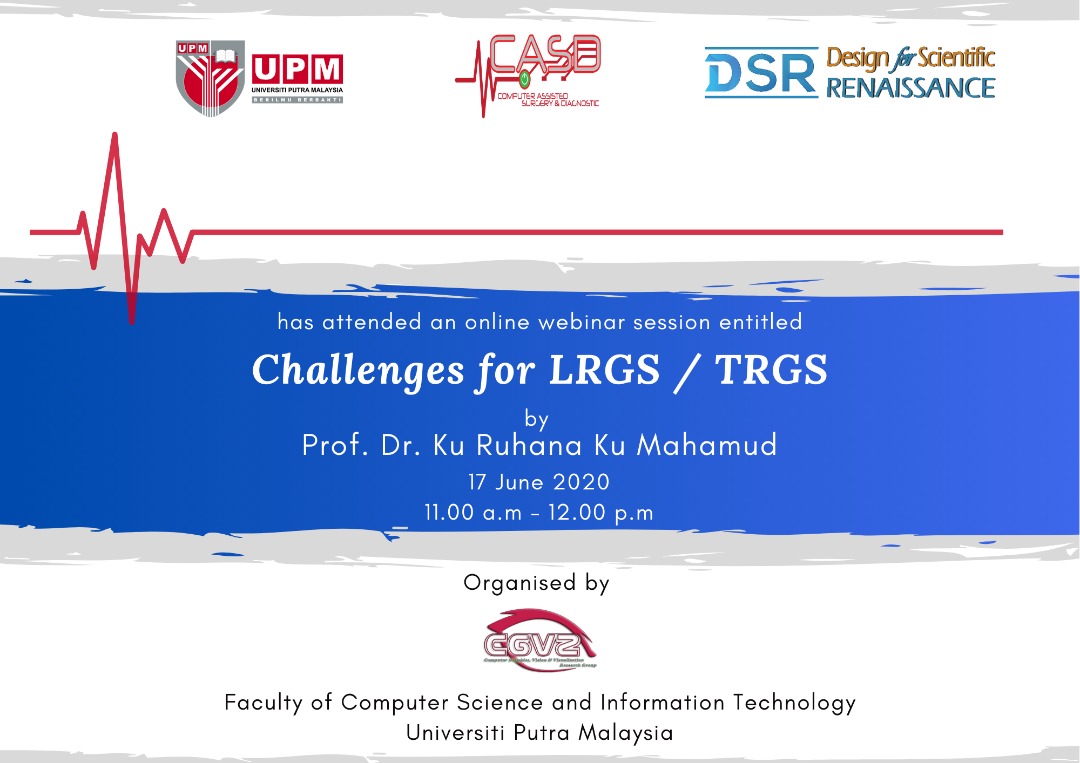 UPM
UPM
UNIVERSITI PUTRA MALAYSIA
BERILMU BERBAKTI
CASD
COMPUTER ASSISTED
SURGERY & DIAGNOSTIC
DSR
Design for Scientific
RENAISSANCE
has attended an online webinar session entitled
Challenges for LRGS / TRGS
by
Prof. Dr. Ku Ruhana Ku Mahamud
17 June 2020
11.00 a.m – 12.00 p.m
Organised by
CGV2
Computer Graphics, Vision & Visualization
Research Group
Faculty of Computer Science and Information Technology
Universiti Putra Malaysia